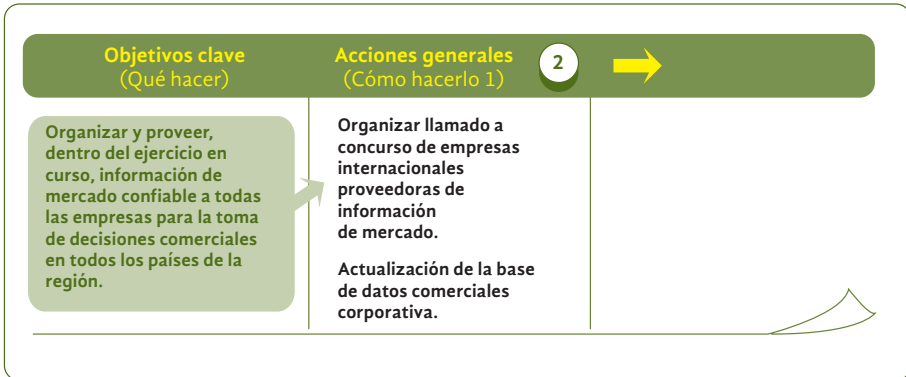 Objetivos clave
(Qué hacer)
Acciones generales
(Cómo hacerlo 1)
2
Organizar y proveer,
dentro del ejercicio en
curso, información de
mercado confiable a todas
las empresas para la toma
de decisiones comerciales
en todos los países de la
región.
Organizar llamado a
concurso de empresas
internacionales
proveedoras de
información
de mercado.
Actualización de la base
de datos comerciales
corporativa.